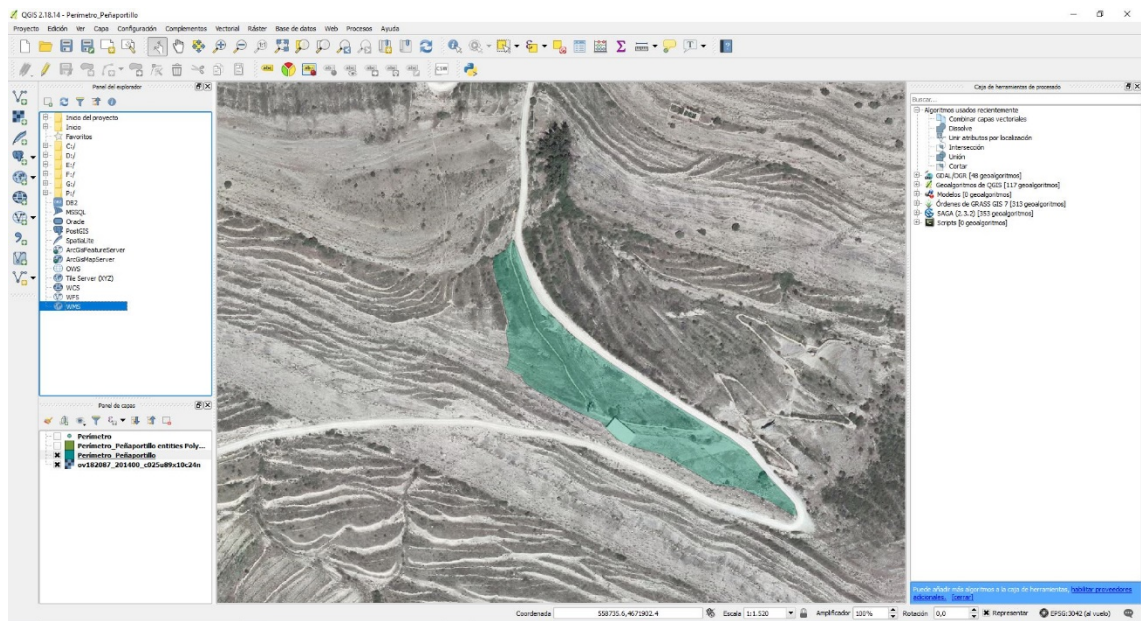 QGIS 2.18.14 - Perímetro_Peñaportillo
Proyecto Edición Ver Capa Configuración Complementos Vectorial Ráster Base de datos Web Procesos Ayuda
Panel del explorador
Inicio del proyecto
Inicio
Favoritos
C:/
D:/
E:/
F:/
G:/
P:/
DB2
MSSQL
Oracle
PostGIS
SpatiaLite
ArcGisFeatureServer
ArcGisMapServer
OWS
Tile Server (XYZ)
WCS
WFS
WMS
Panel de capas
Perímetro
Perímetro_Peñaportillo entities Poly...
Perímetro_Peñaportillo
ov182087_201400_c025u89x10c24n
Caja de herramientas de procesado
Buscar...
Algoritmos usados recientemente
Combinar capas vectoriales
Dissolve
Unir atributos por localización
Intersección
Unión
Cortar
GDAL/OGR [48 geoalgoritmos]
Geoalgoritmos de QGIS [117 geoalgoritmos]
Modelos [0 geoalgoritmos]
Órdenes de GRASS GIS 7 [313 geoalgoritmos]
SAGA (2.3.2) [353 geoalgoritmos]
Scripts [0 geoalgoritmos]
Puede añadir más algoritmos a la caja de herramientas, habilitar proveedores
adicionales. [cerrar]
Coordenada 558735.6,4671902.4 Escala 1:1.520 Amplificador 100% Rotación 0,0 Representar EPSG:3042 (al vuelo)